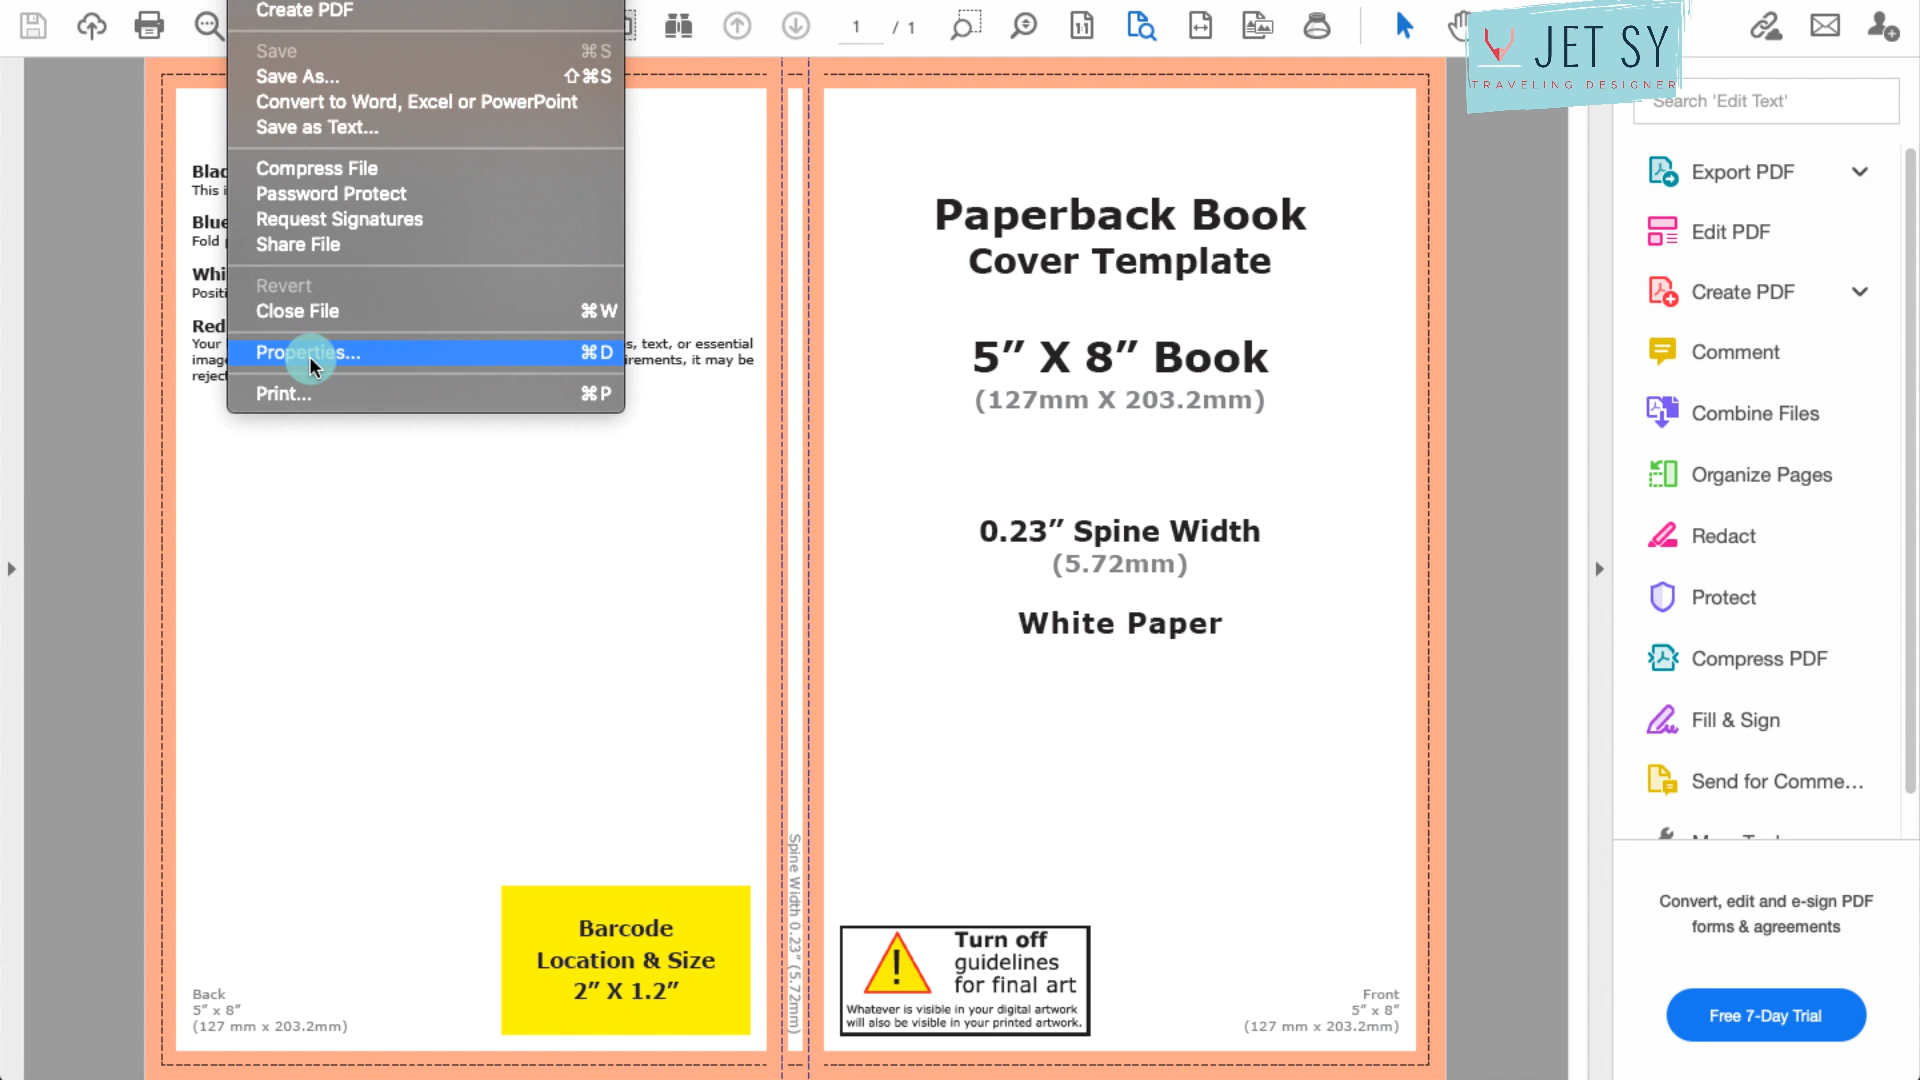 Create PDF
Save ⌘S
Save As... ⇧⌘S
Convert to Word, Excel or PowerPoint
Save as Text...
Compress File
Password Protect
Request Signatures
Share File
Revert
Close File ⌘W
Properties... ⌘D
Print... ⌘P
1 / 1
JET SY
TRAVELING DESIGNER
This i
Blue
Fold
Red
Your
s, text, or essential
irements, it may be
Paperback Book
Cover Template
5” X 8” Book
(127mm X 203.2mm)
0.23” Spine Width
(5.72mm)
White Paper
Barcode
Location & Size
2” X 1.2”
Back
5” x 8”
(127 mm x 203.2mm)
Spine Width 0.23” (5.72mm)
Turn off
guidelines
for final art
Whatever is visible in your digital artwork
will also be visible in your printed artwork.
Front
5” x 8”
(127 mm x 203.2mm)
Search 'Edit Text'
Export PDF
Edit PDF
Create PDF
Comment
Combine Files
Organize Pages
Redact
Protect
Compress PDF
Fill & Sign
Send for Comme...
Convert, edit and e-sign PDF
forms & agreements
Free 7-Day Trial